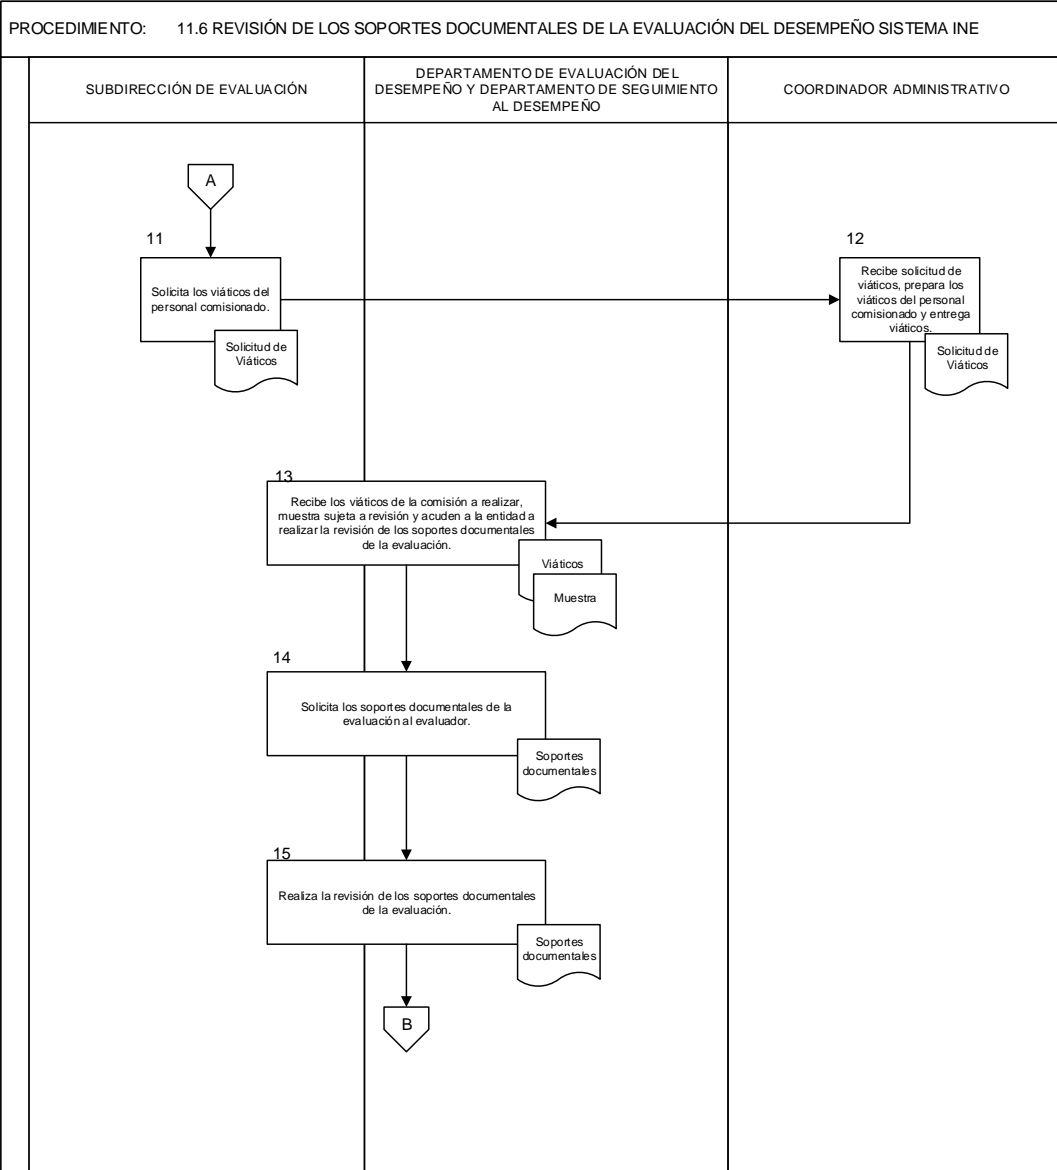 PROCEDIMIENTO: 11.6 REVISIÓN DE LOS SOPORTES DOCUMENTALES DE LA EVALUACIÓN DEL DESEMPEÑO SISTEMA INE
SUBDIRECCIÓN DE EVALUACIÓN
DEPARTAMENTO DE EVALUACIÓN DEL
DESEMPEÑO Y DEPARTAMENTO DE SEGUIMIENTO
AL DESEMPEÑO
COORDINADOR ADMINISTRATIVO
A
11
Solicita los viáticos del
personal comisionado.
Solicitud de
Viáticos
12
Recibe solicitud de
viáticos, prepara los
viáticos del personal
comisionado y entrega
viáticos.
Solicitud de
Viáticos
13
Recibe los viáticos de la comisión a realizar,
muestra sujeta a revisión y acuden a la entidad a
realizar la revisión de los soportes documentales
de la evaluación.
Viáticos
Muestra
14
Solicita los soportes documentales de la
evaluación al evaluador.
Soportes
documentales
15
Realiza la revisión de los soportes documentales
de la evaluación.
Soportes
documentales
B